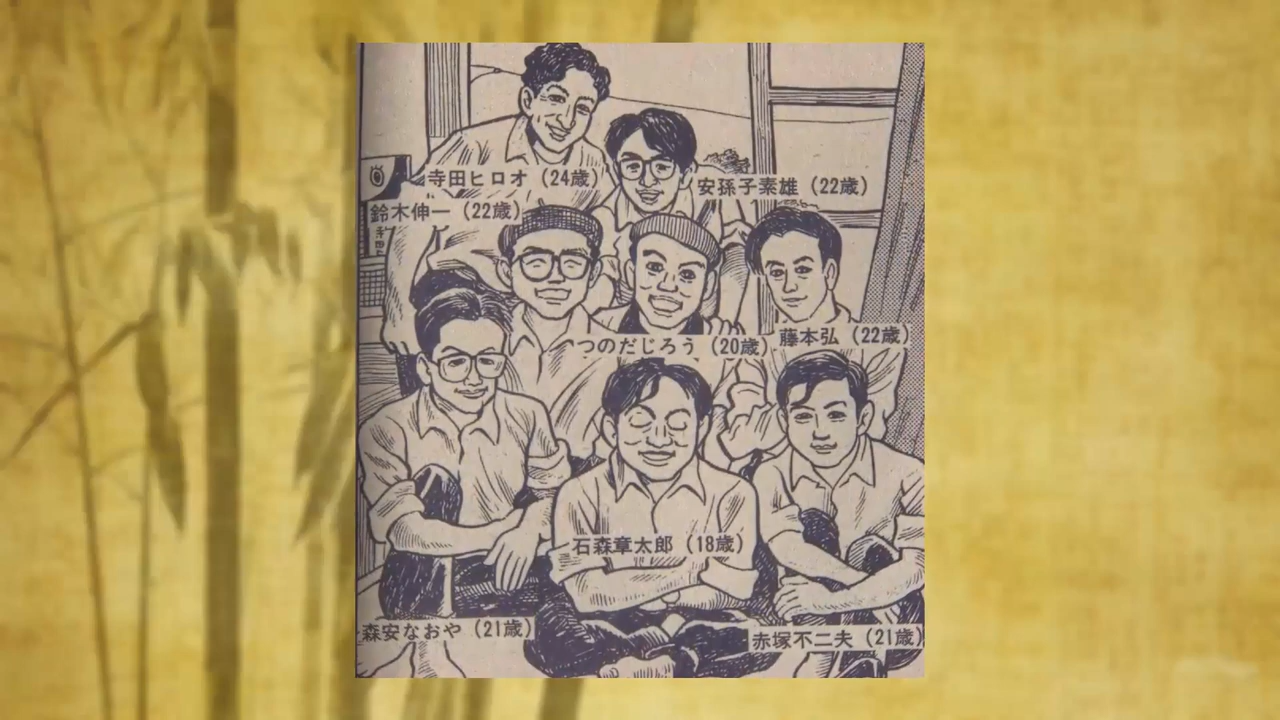 寺田ヒロオ (24歳)
安孫子素雄 (22歳)
鈴木伸一 (22歳)
つのだじろう (20歳)
藤本弘 (22歳)
石森章太郎 (18歳)
森安なおや (21歳)
赤塚不二夫 (21歳)